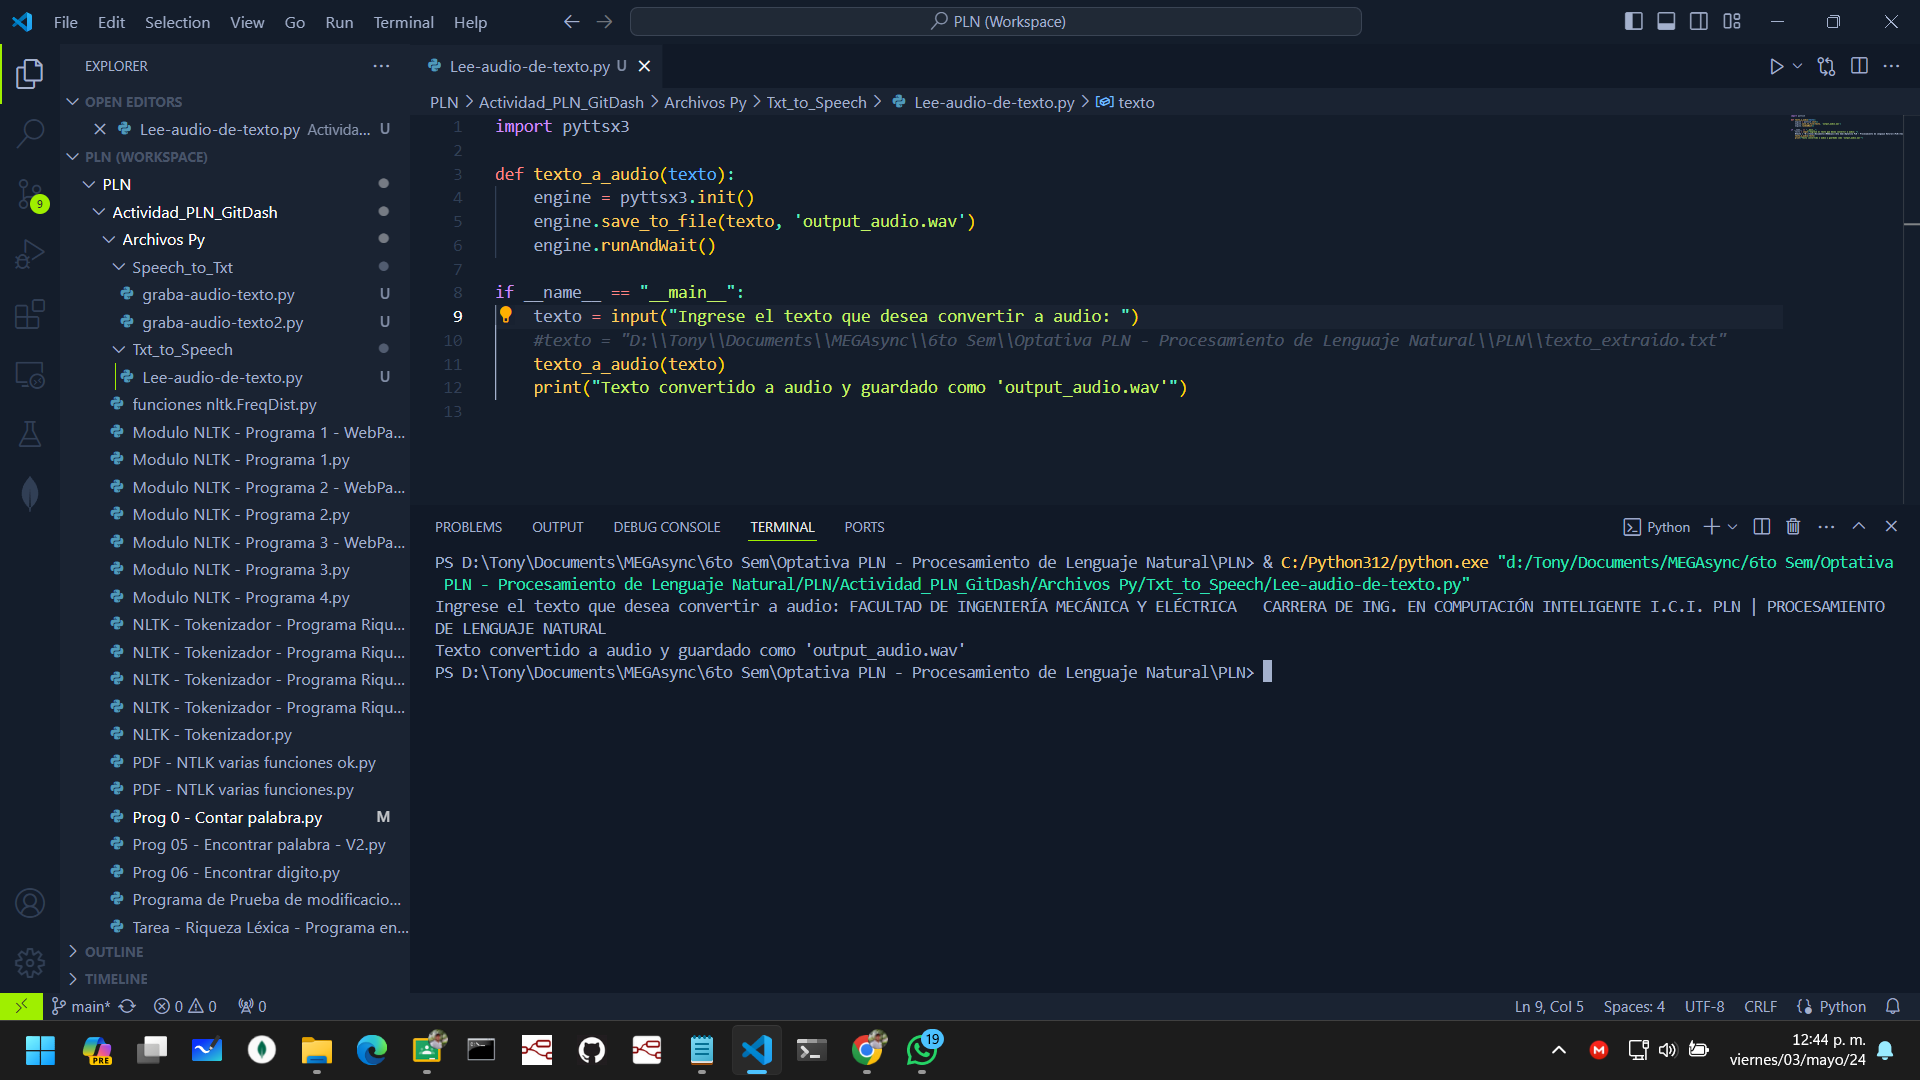 File Edit Selection View Go Run Terminal Help
PLN (Workspace)
EXPLORER
OPEN EDITORS
Lee-audio-de-texto.py Activida... U
PLN (WORKSPACE)
PLN
Actividad_PLN_GitDash
Archivos Py
Speech_to_Txt
graba-audio-texto.py U
graba-audio-texto2.py U
Txt_to_Speech
Lee-audio-de-texto.py U
funciones nltk.FreqDist.py
Modulo NLTK - Programa 1 - WebPa...
Modulo NLTK - Programa 1.py
Modulo NLTK - Programa 2 - WebPa...
Modulo NLTK - Programa 2.py
Modulo NLTK - Programa 3 - WebPa...
Modulo NLTK - Programa 3.py
Modulo NLTK - Programa 4.py
NLTK - Tokenizador - Programa Riqu...
NLTK - Tokenizador - Programa Riqu...
NLTK - Tokenizador - Programa Riqu...
NLTK - Tokenizador - Programa Riqu...
NLTK - Tokenizador.py
PDF - NTLK varias funciones ok.py
PDF - NTLK varias funciones.py
Prog 0 - Contar palabra.py M
Prog 05 - Encontrar palabra - V2.py
Prog 06 - Encontrar digito.py
Programa de Prueba de modificacio...
Tarea - Riqueza Léxica - Programa en...
OUTLINE
TIMELINE
9
Lee-audio-de-texto.py U
PLN > Actividad_PLN_GitDash > Archivos Py > Txt_to_Speech > Lee-audio-de-texto.py > texto
1 import pyttsx3
2
3 def texto_a_audio(texto):
4 engine = pyttsx3.init()
5 engine.save_to_file(texto, 'output_audio.wav')
6 engine.runAndWait()
7
8 if __name__ == "__main__":
9 texto = input("Ingrese el texto que desea convertir a audio: ")
10 #texto = "D:\\Tony\\Documents\\MEGAsync\\6to Sem\\Optativa PLN - Procesamiento de Lenguaje Natural\\PLN\\texto_extraido.txt"
11 texto_a_audio(texto)
12 print("Texto convertido a audio y guardado como 'output_audio.wav'")
13
PROBLEMS OUTPUT DEBUG CONSOLE TERMINAL PORTS
Python
PS D:\Tony\Documents\MEGAsync\6to Sem\Optativa PLN - Procesamiento de Lenguaje Natural\PLN> & C:/Python312/python.exe "d:/Tony/Documents/MEGAsync/6to Sem/Optativa
PLN - Procesamiento de Lenguaje Natural/PLN/Actividad_PLN_GitDash/Archivos Py/Txt_to_Speech/Lee-audio-de-texto.py"
Ingrese el texto que desea convertir a audio: FACULTAD DE INGENIERÍA MECÁNICA Y ELÉCTRICA   CARRERA DE ING. EN COMPUTACIÓN INTELIGENTE I.C.I. PLN | PROCESAMIENTO
DE LENGUAJE NATURAL
Texto convertido a audio y guardado como 'output_audio.wav'
PS D:\Tony\Documents\MEGAsync\6to Sem\Optativa PLN - Procesamiento de Lenguaje Natural\PLN>
main* 0 0 0
Ln 9, Col 5 Spaces: 4 UTF-8 CRLF Python
PRE
19
M
12:44 p. m.
viernes/03/mayo/24